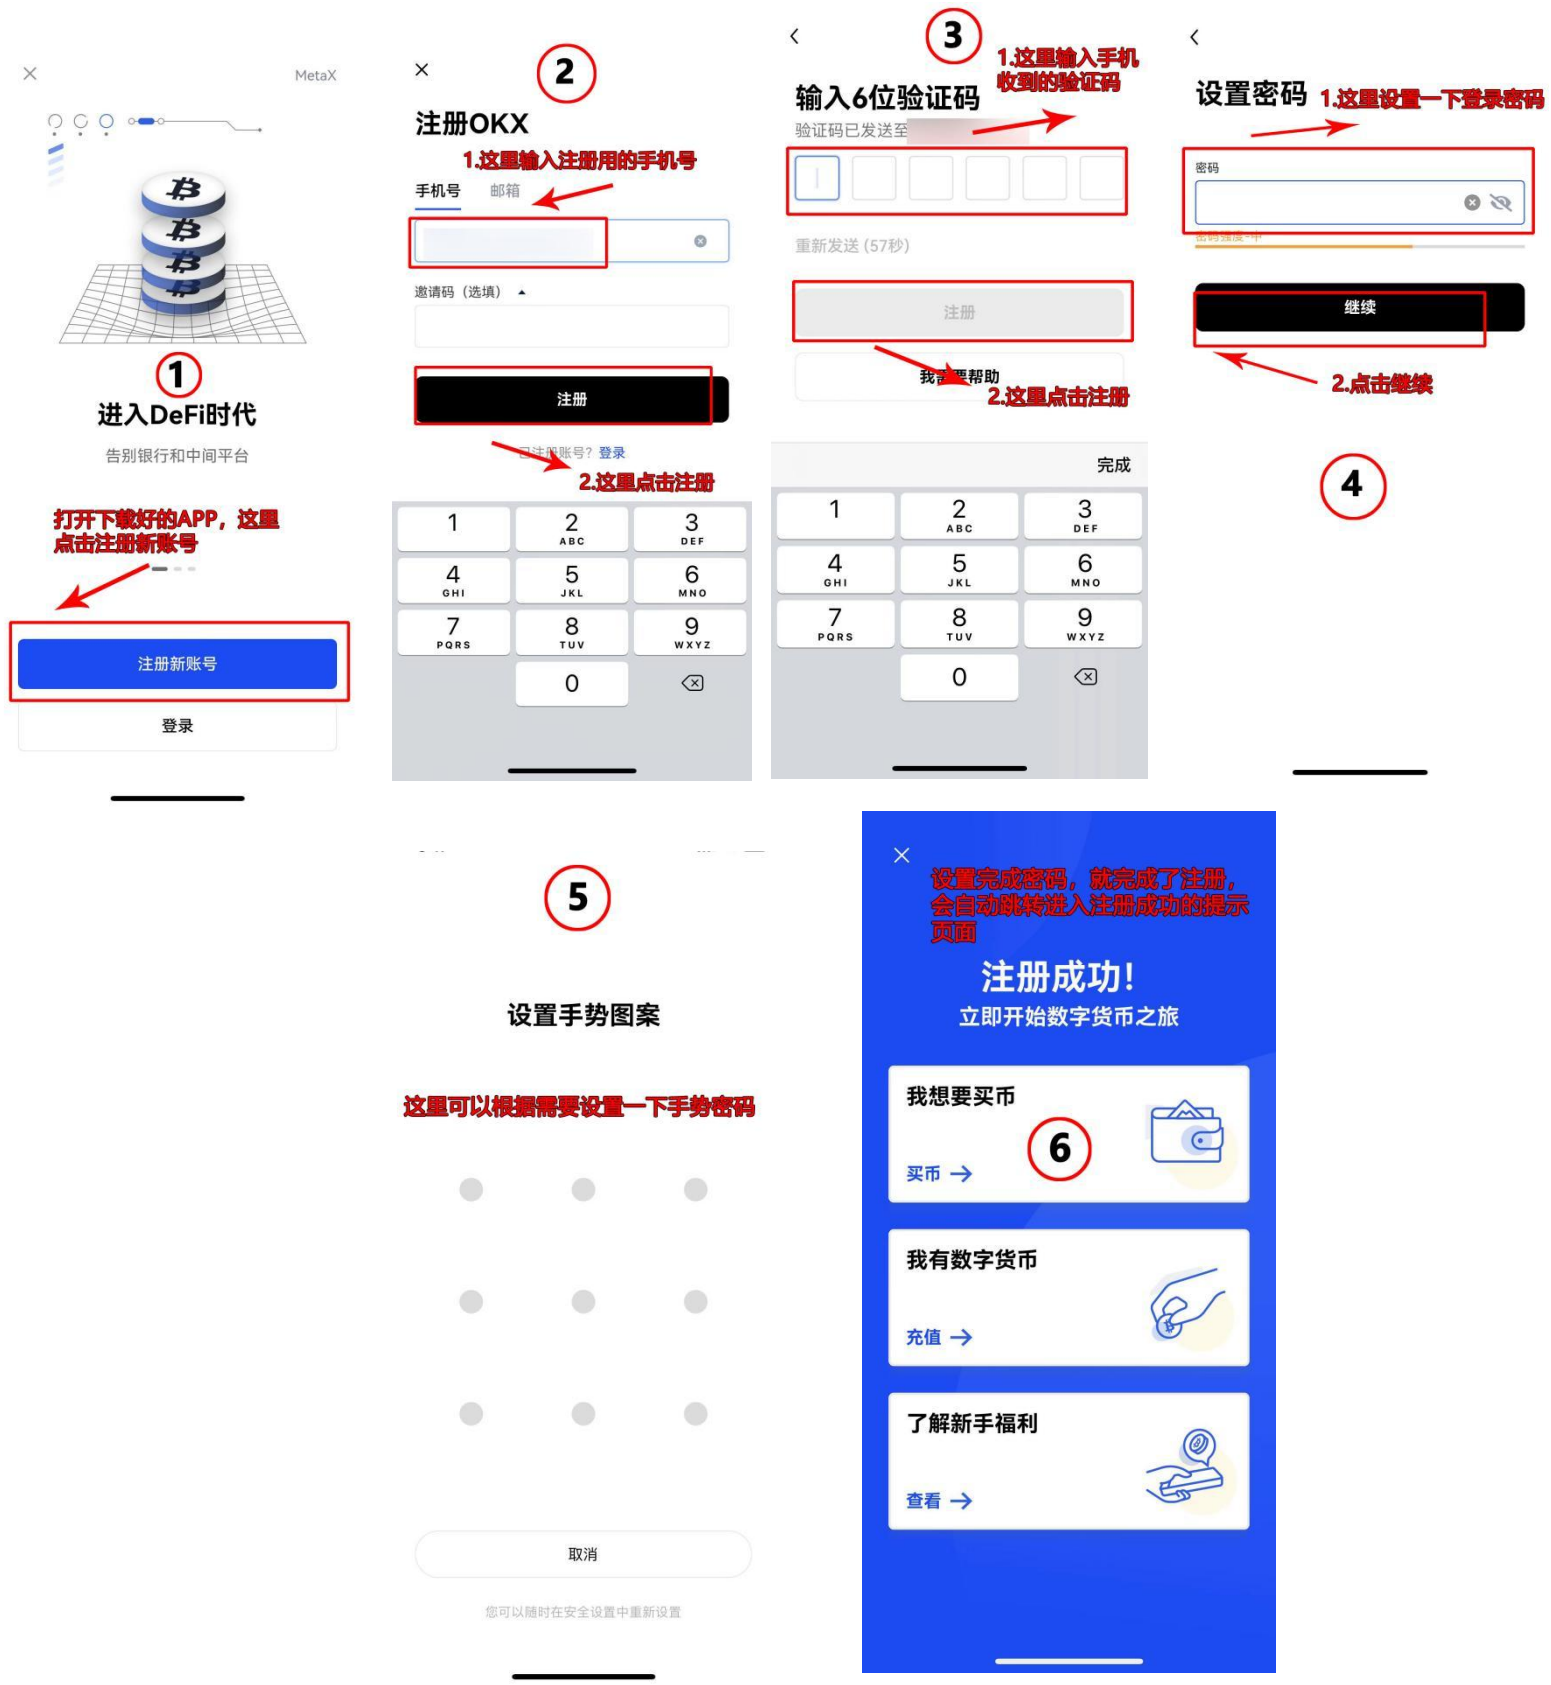 MetaX
1
进入DeFi时代
告别银行和中间平台
打开下载好的APP，这里
点击注册新账号
注册新账号
登录
2
注册OKX
1.这里输入注册用的手机号
手机号 邮箱
邀请码（选填）
注册
已注册账号？登录
2.这里点击注册
1 2 3
ABC DEF
4 5 6
GHI JKL MNO
7 8 9
PQRS TUV WXYZ
0
3
1.这里输入手机
收到的验证码
输入6位验证码
验证码已发送至
重新发送 (57秒)
注册
我需要帮助
2.这里点击注册
完成
1 2 3
ABC DEF
4 5 6
GHI JKL MNO
7 8 9
PQRS TUV WXYZ
0
设置密码
1.这里设置一下登录密码
密码
密码强度-中
继续
2.点击继续
4
5
设置手势图案
这里可以根据需要设置一下手势密码
取消
您可以随时在安全设置中重新设置
设置完成密码，就完成了注册，
会自动跳转进入注册成功的提示
页面
注册成功！
立即开始数字货币之旅
我想要买币
6
买币
我有数字货币
充值
了解新手福利
查看